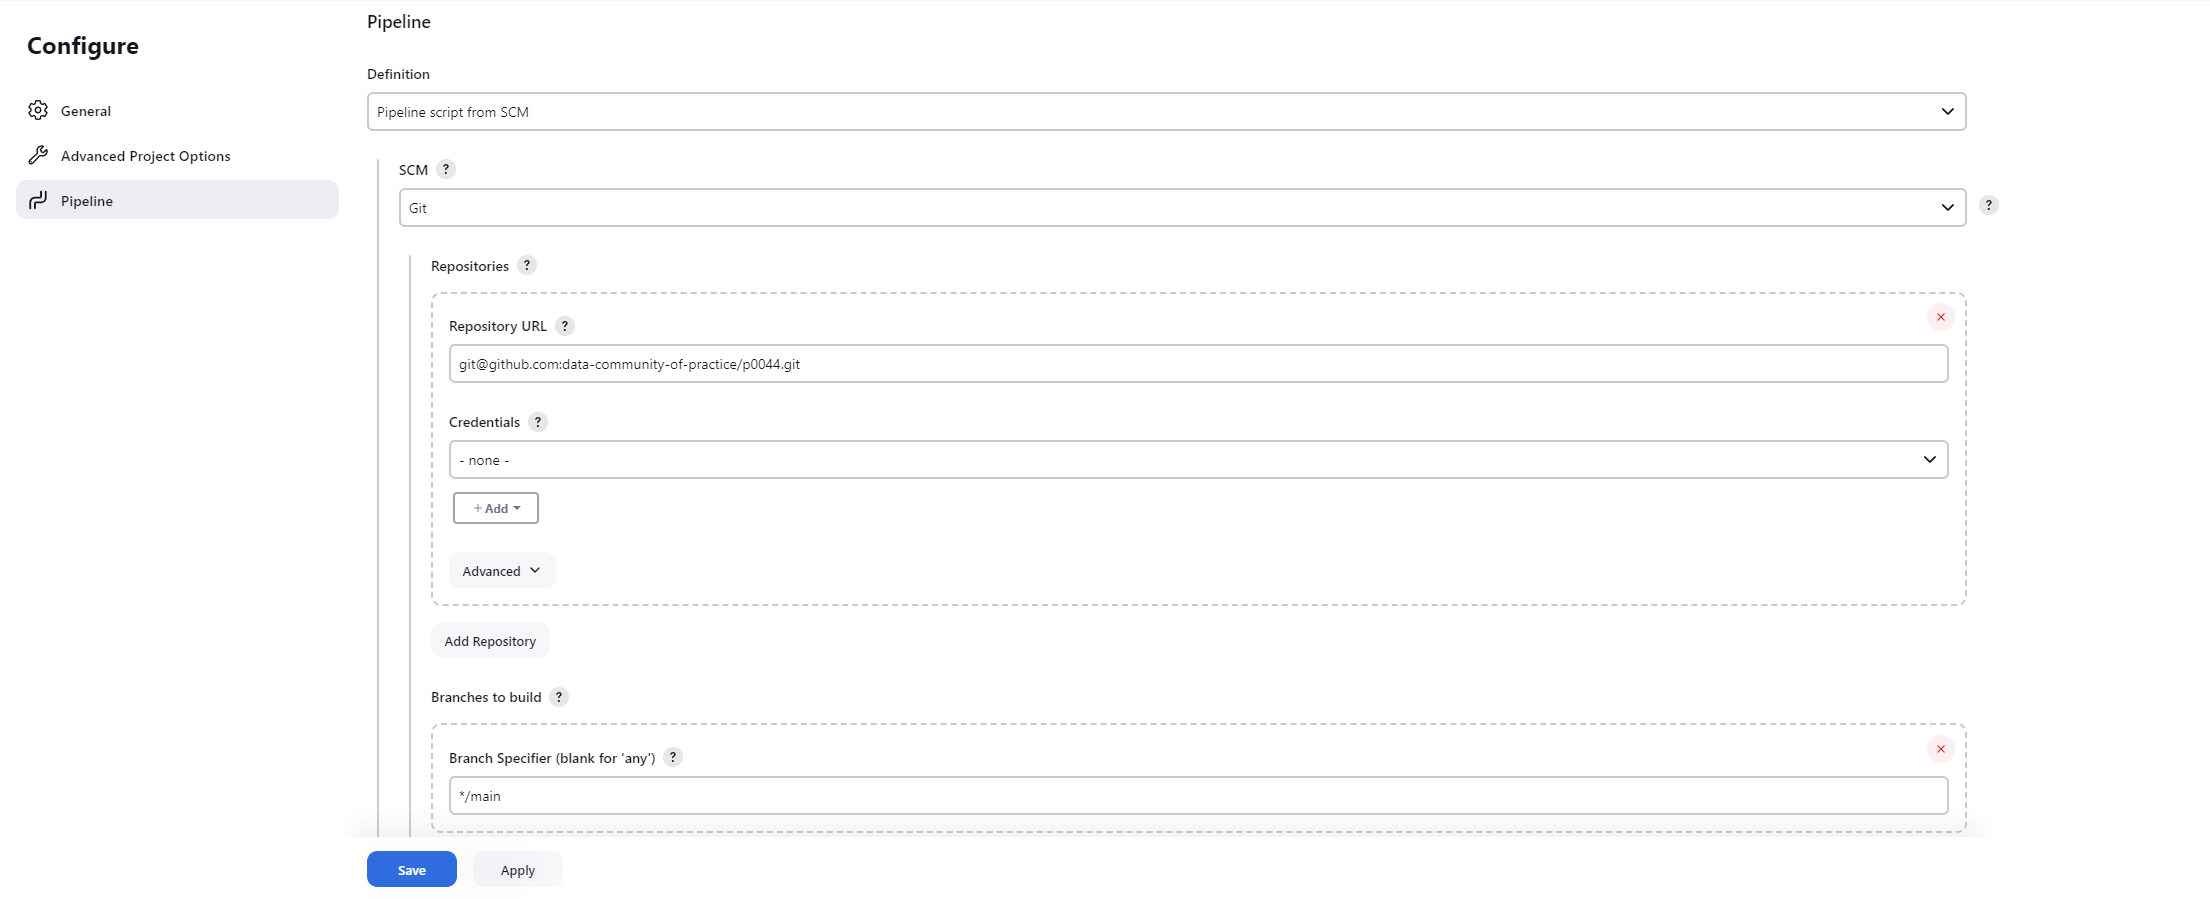 Configure
General
Advanced Project Options
Pipeline
Pipeline
Definition
Pipeline script from SCM
SCM ?
Git
?
Repositories ?
Repository URL ?
git@github.com:data-community-of-practice/p0044.git
Credentials ?
- none -
+ Add
Advanced
Add Repository
Branches to build ?
Branch Specifier (blank for 'any') ?
*/main
Save Apply